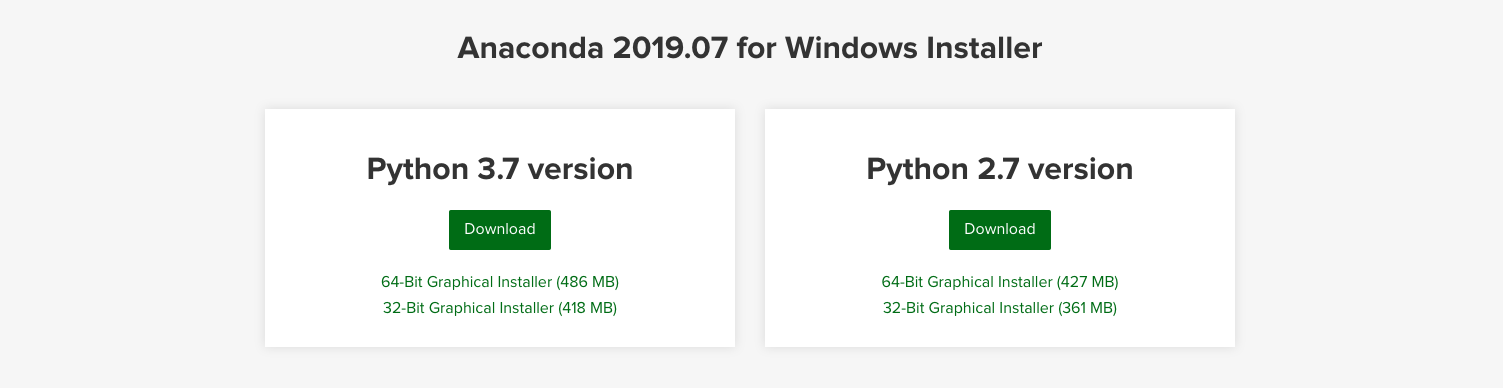 Anaconda 2019.07 for Windows Installer
Python 3.7 version
Download
64-Bit Graphical Installer (486 MB)
32-Bit Graphical Installer (418 MB)
Python 2.7 version
Download
64-Bit Graphical Installer (427 MB)
32-Bit Graphical Installer (361 MB)